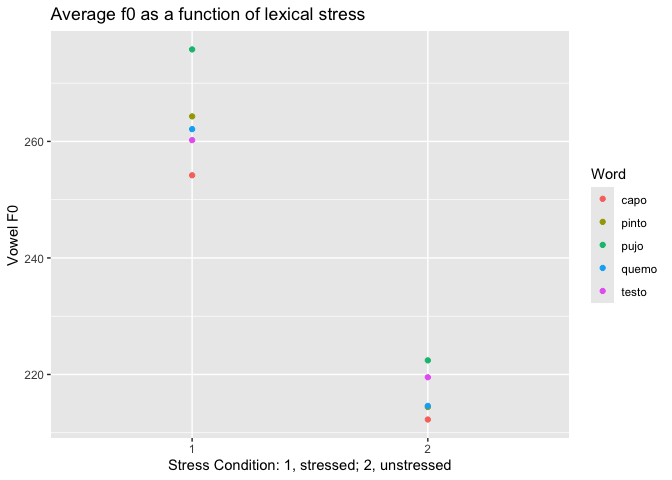 Average f0 as a function of lexical stress
Vowel F0
260
240
220
1
2
Stress Condition: 1, stressed; 2, unstressed
Word
capo
pinto
pujo
quemo
testo